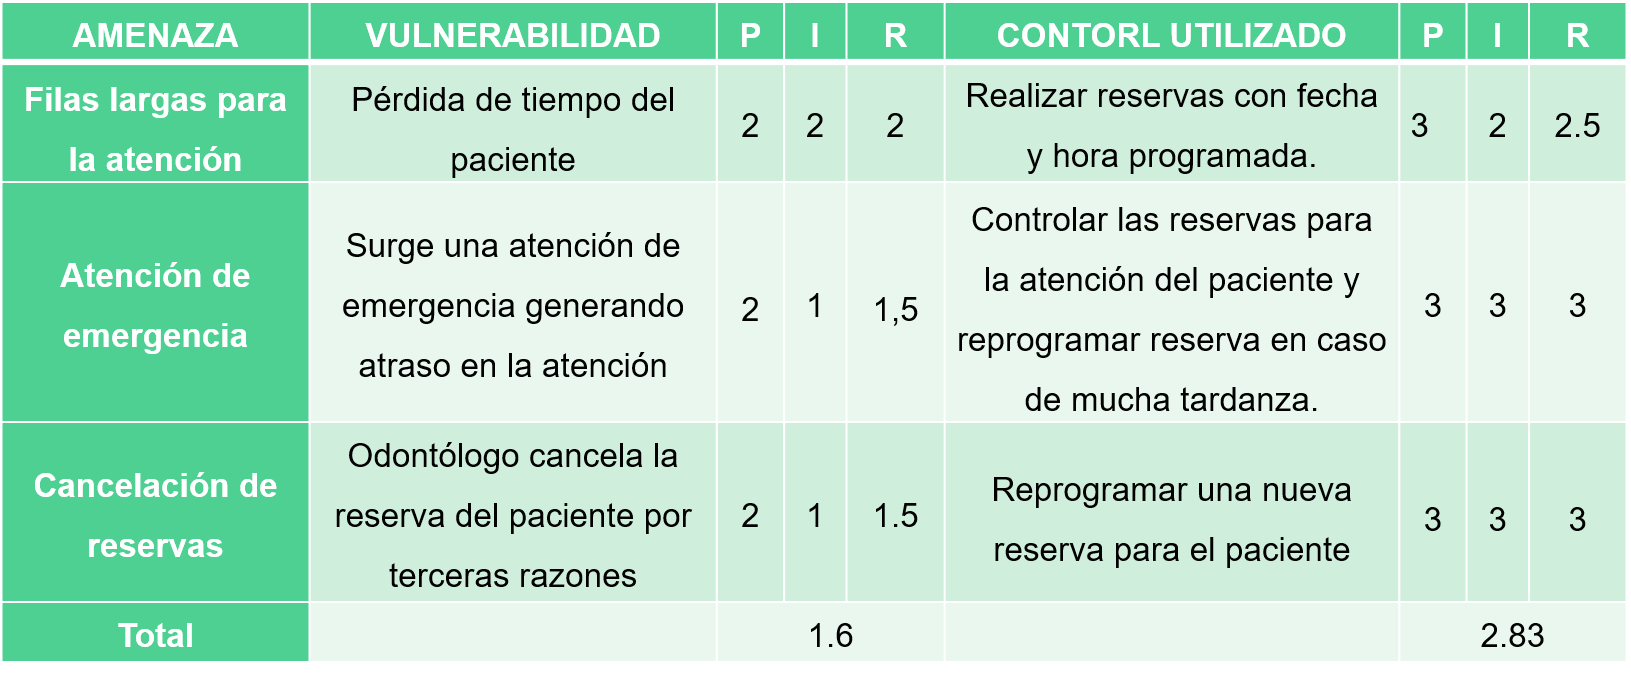 AMENAZA VULNERABILIDAD P I R CONTORL UTILIZADO P I R
Filas largas para
la atención
Pérdida de tiempo del
paciente
2 2 2
Realizar reservas con fecha
y hora programada.
3 2 2.5
Atención de
emergencia
Surge una atención de
emergencia generando
atraso en la atención
2 1 1,5
Controlar las reservas para
la atención del paciente y
reprogramar reserva en caso
de mucha tardanza.
3 3 3
Cancelación de
reservas
Odontólogo cancela la
reserva del paciente por
terceras razones
2 1 1.5
Reprogramar una nueva
reserva para el paciente
3 3 3
Total 1.6 2.83